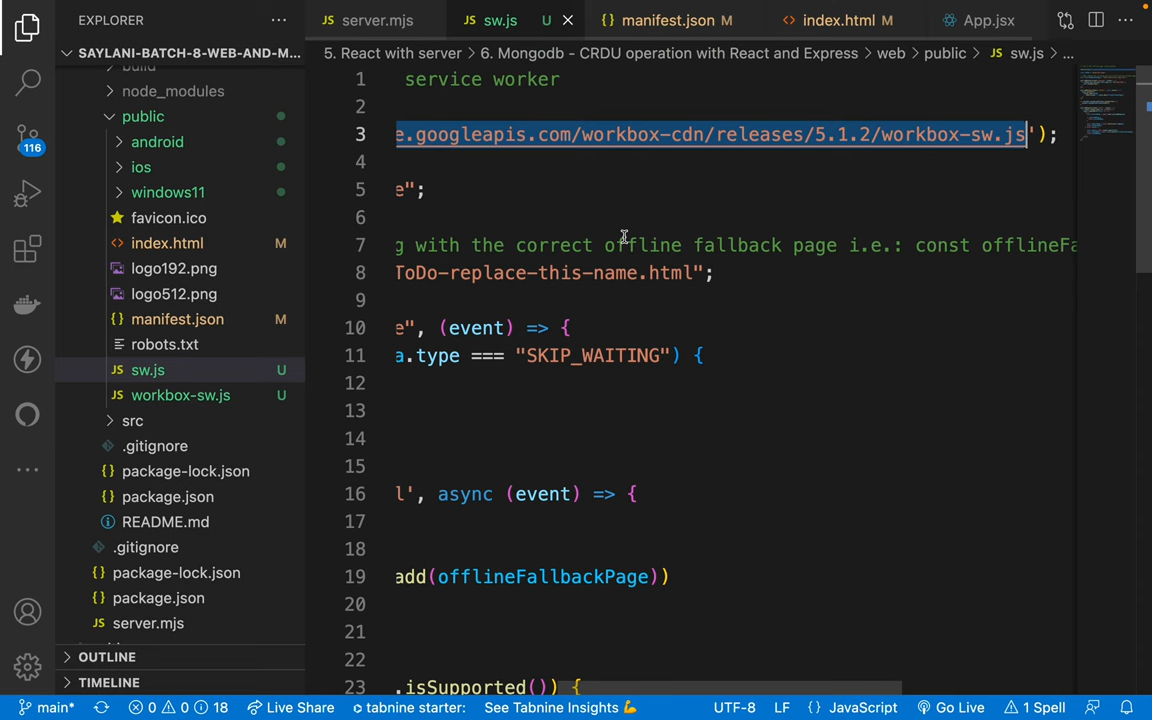 EXPLORER
SAYLANI-BATCH-8-WEB-AND-M...
build
node_modules
public
android
ios
windows11
favicon.ico
index.html M
logo192.png
logo512.png
manifest.json M
robots.txt
sw.js U
workbox-sw.js U
src
.gitignore
package-lock.json
package.json
README.md
.gitignore
package-lock.json
package.json
server.mjs
OUTLINE
TIMELINE
116
server.mjs
sw.js U
manifest.json M
index.html M
App.jsx
5. React with server > 6. Mongodb - CRDU operation with React and Express > web > public > JS sw.js > ...
1 service worker
2
3 e.googleapis.com/workbox-cdn/releases/5.1.2/workbox-sw.js');
4
5 e";
6
7 g with the correct offline fallback page i.e.: const offlineFa
8 ToDo-replace-this-name.html";
9
10 e", (event) => {
11 a.type === "SKIP_WAITING") {
12
13
14
15
16 l', async (event) => {
17
18
19 add(offlineFallbackPage))
20
21
22
23 .isSupported()) {
main* 0 0 18 Live Share tabnine starter: See Tabnine Insights 💪 UTF-8 LF {} JavaScript Go Live 1 Spell